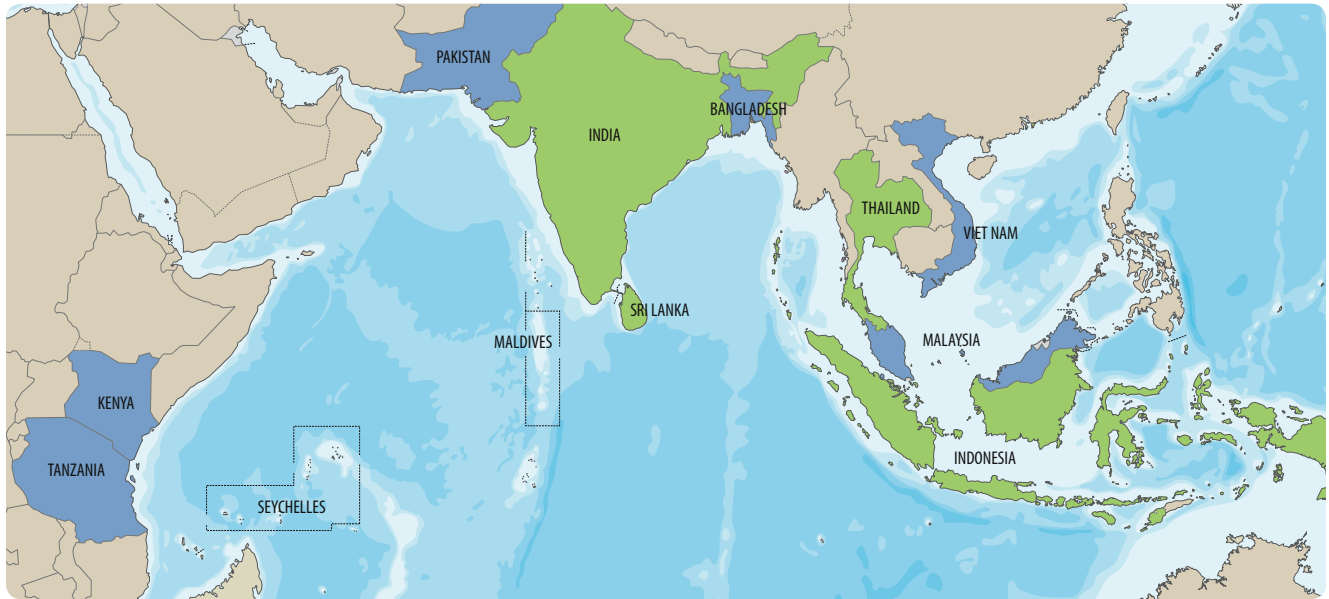 PAKISTAN
BANGLADESH
INDIA
THAILAND
VIET NAM
SRI LANKA
MALDIVES
MALAYSIA
KENYA
INDONESIA
TANZANIA
SEYCHELLES